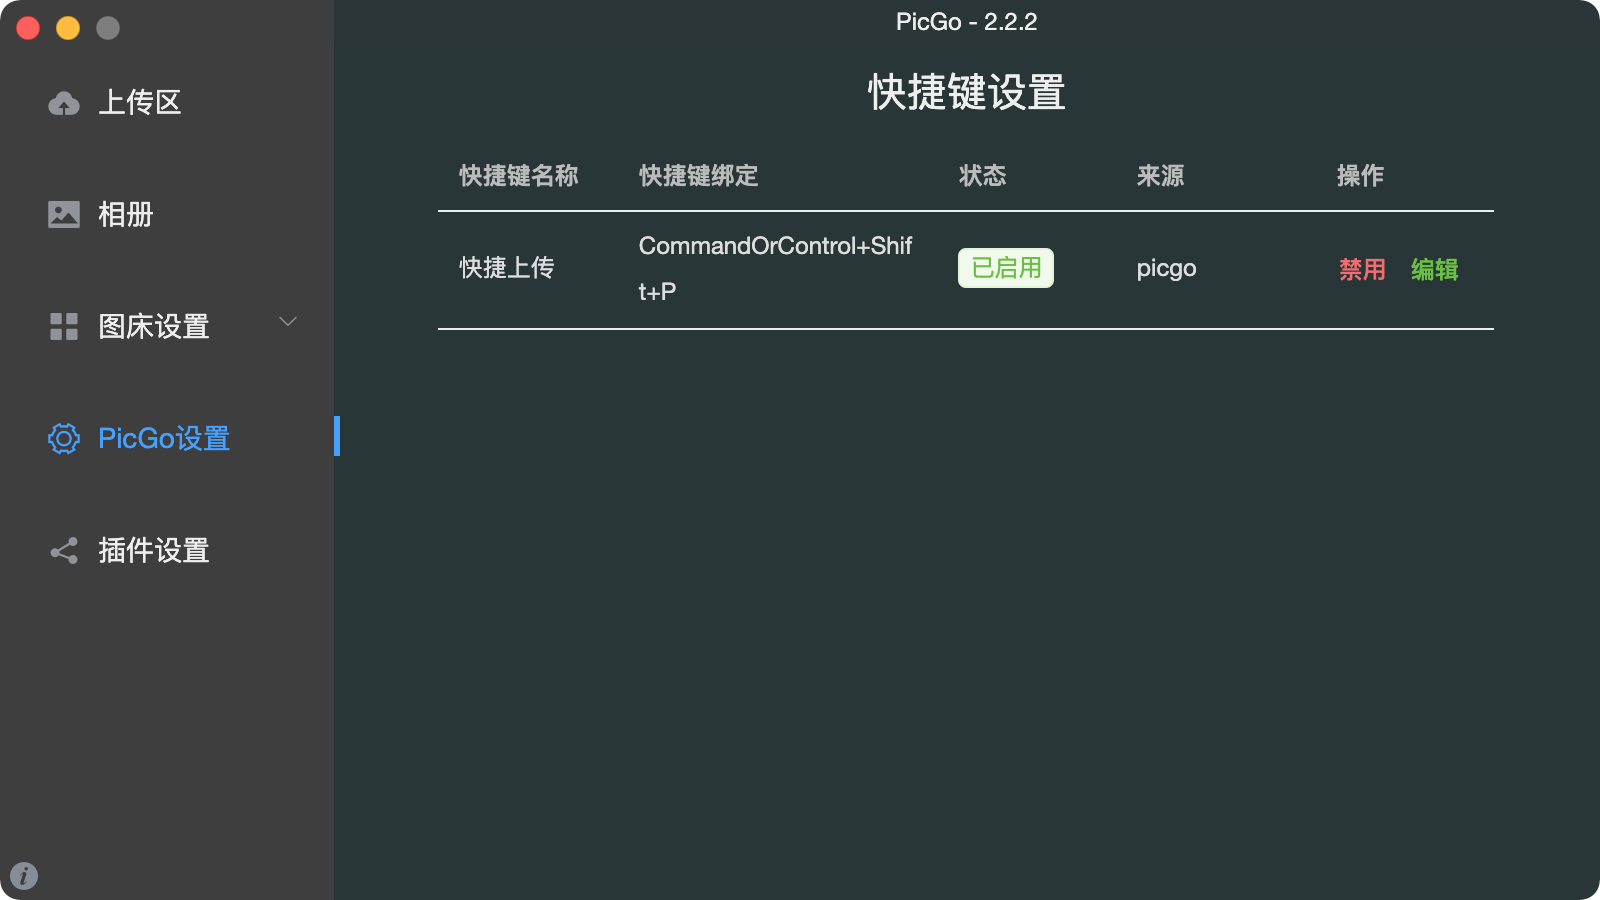 PicGo - 2.2.2
上传区
相册
图床设置
PicGo设置
插件设置
快捷键设置
快捷键名称 快捷键绑定 状态 来源 操作
快捷上传 CommandOrControl+Shif 已启用 picgo 禁用 编辑
t+P
i